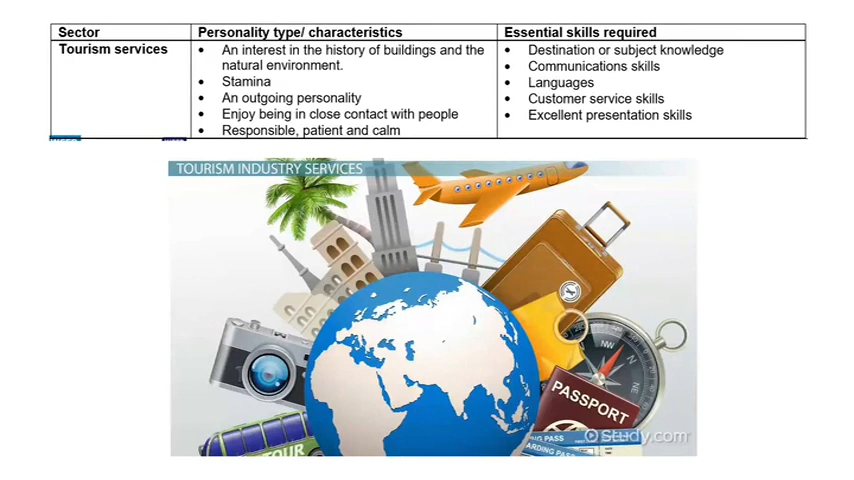 Sector
Personality type/ characteristics
Essential skills required
Tourism services
An interest in the history of buildings and the
natural environment.
Stamina
An outgoing personality
Enjoy being in close contact with people
Responsible, patient and calm
Destination or subject knowledge
Communications skills
Languages
Customer service skills
Excellent presentation skills
TOURISM INDUSTRY SERVICES
NW
N
NE
PASSPORT
TOUR
Study.com